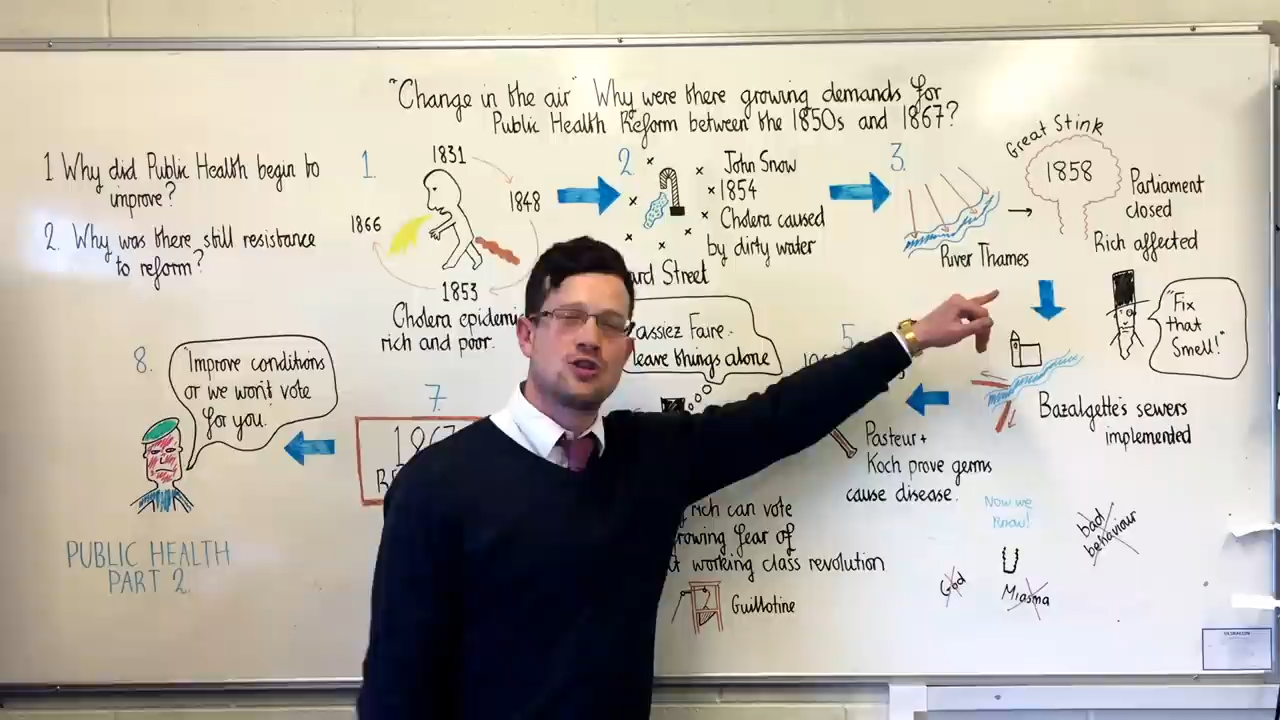 "Change in the air" Why were there growing demands for
Public Health Reform between the 1850s and 1867?
1 Why did Public Health begin to
improve?
2. Why was there still resistance
to reform?
1.
1831
1848
1866
1853
Cholera
rich and poor.
2.
John Snow
1854
Cholera caused
by dirty water
Street
3.
River Thames
Great Stink
1858
Parliament
closed
Rich affected
"Fix
that
Smell!"
Bazalgette's sewers
implemented
5.
Pasteur +
Koch prove germs
cause disease.
Now we
Know!
God
Miasma
bad
behaviour
Faire -
leave things alone
rich can vote
fear of
working class revolution
Guillotine
7.
8.
"Improve conditions
or we won't vote
for you."
PUBLIC HEALTH
PART 2